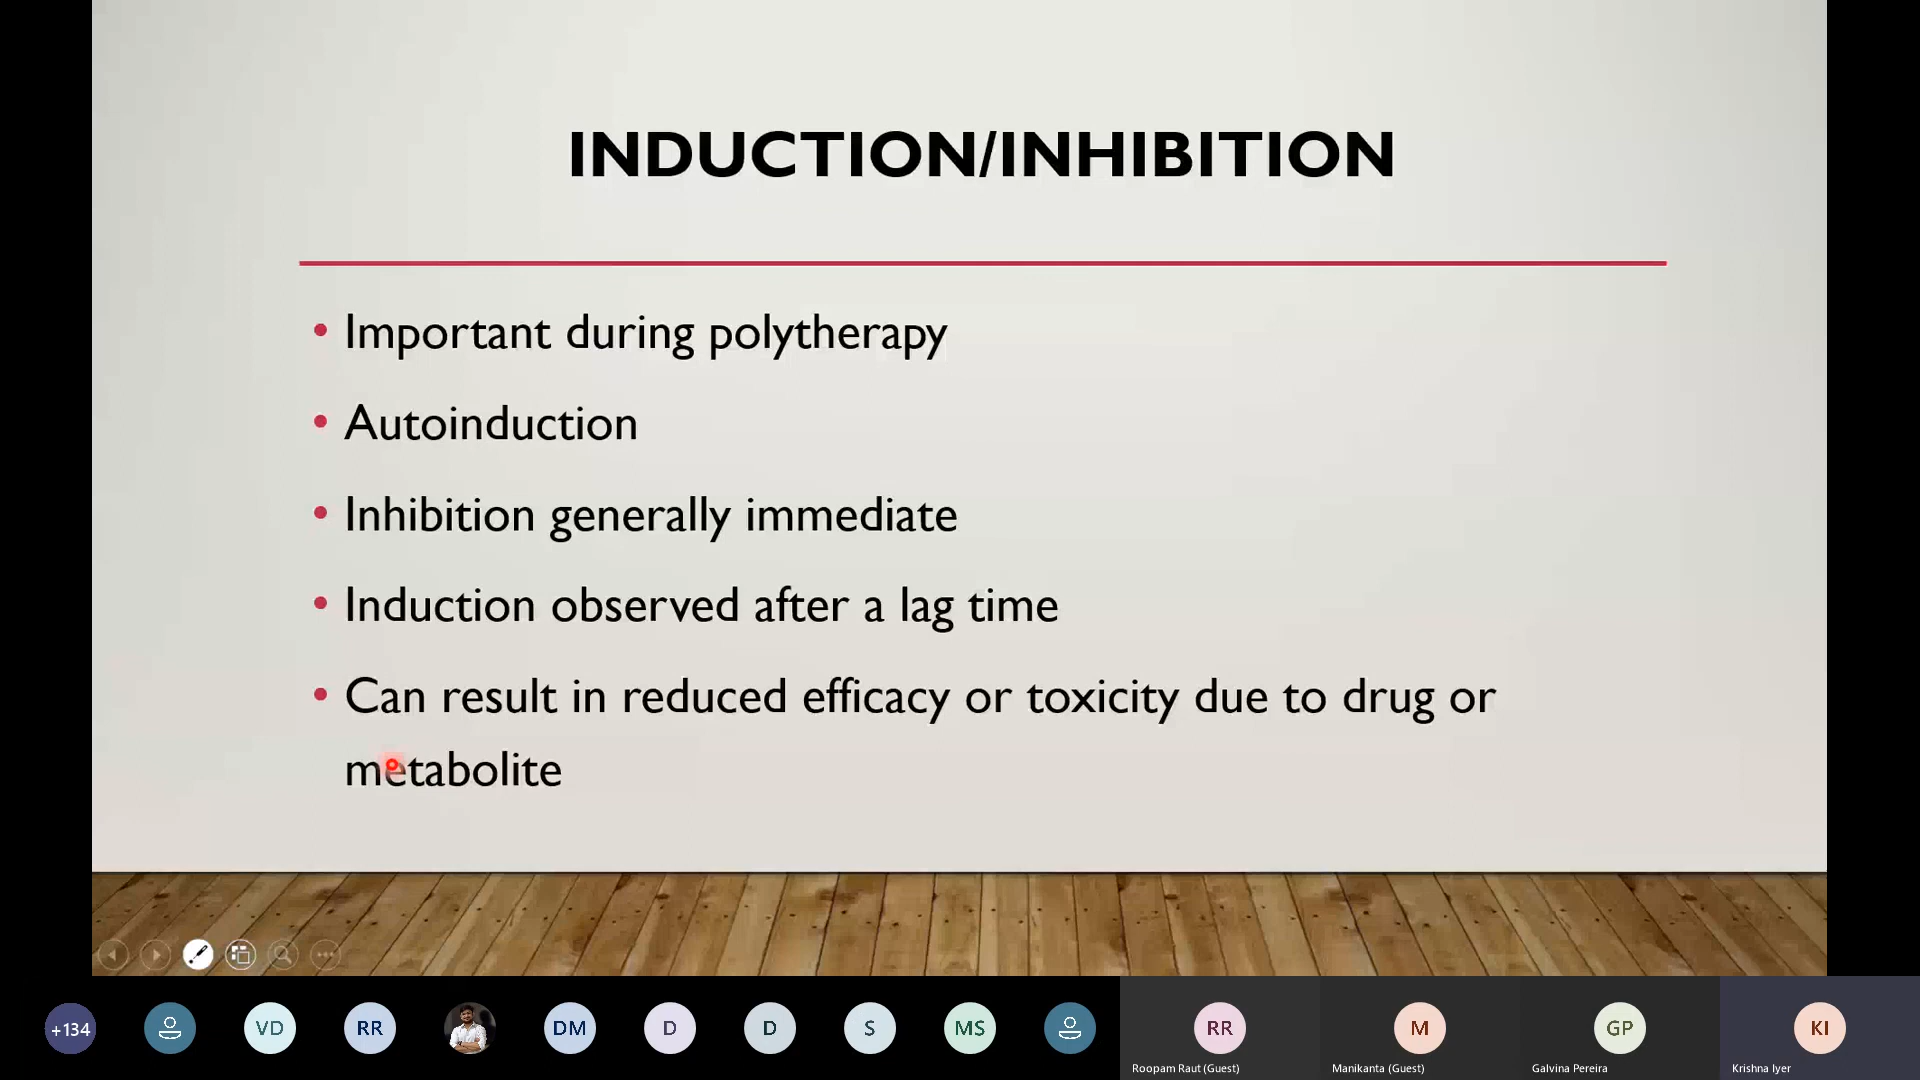 INDUCTION/INHIBITION
• Important during polytherapy
• Autoinduction
• Inhibition generally immediate
• Induction observed after a lag time
• Can result in reduced efficacy or toxicity due to drug or
metabolite
+134
VD
RR
DM
D
D
S
MS
RR
M
GP
KI
Roopam Raut (Guest)
Manikanta (Guest)
Galvina Pereira
Krishna Iyer